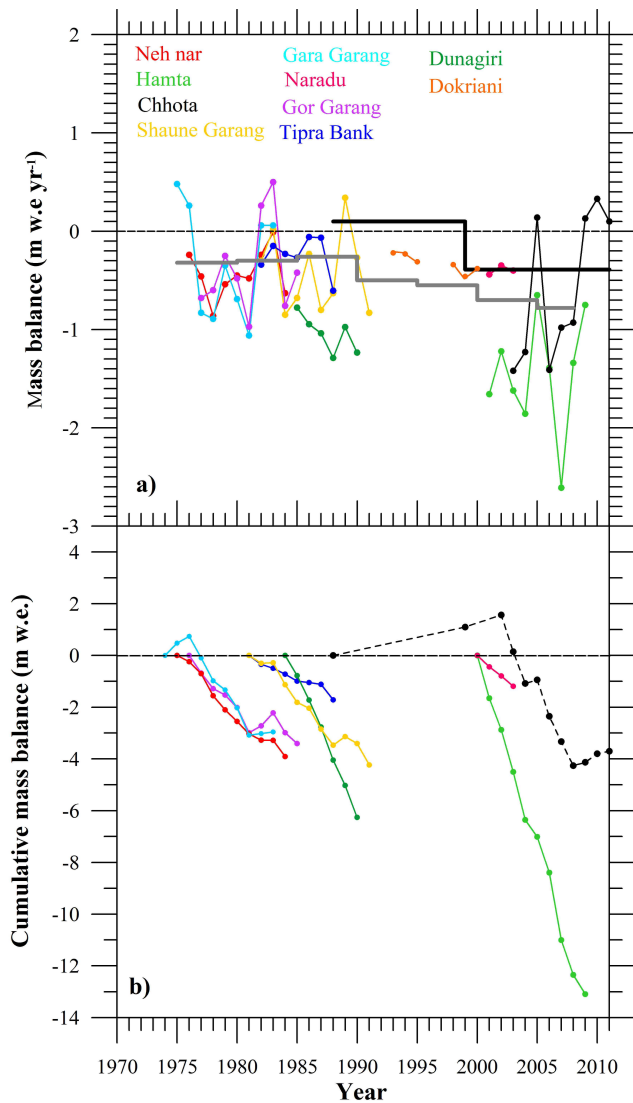 2
Neh nar
Gara Garang
Dunagiri
Hamta
Naradu
Dokriani
Chhota
Gor Garang
Shaune Garang
Tipra Bank
1
0
-1
-2
-3
Mass balance (m w.e yr⁻¹)
a)
4
2
0
-2
-4
-6
-8
-10
-12
-14
Cumulative mass balance (m w.e.)
b)
1970 1975 1980 1985 1990 1995 2000 2005 2010
Year